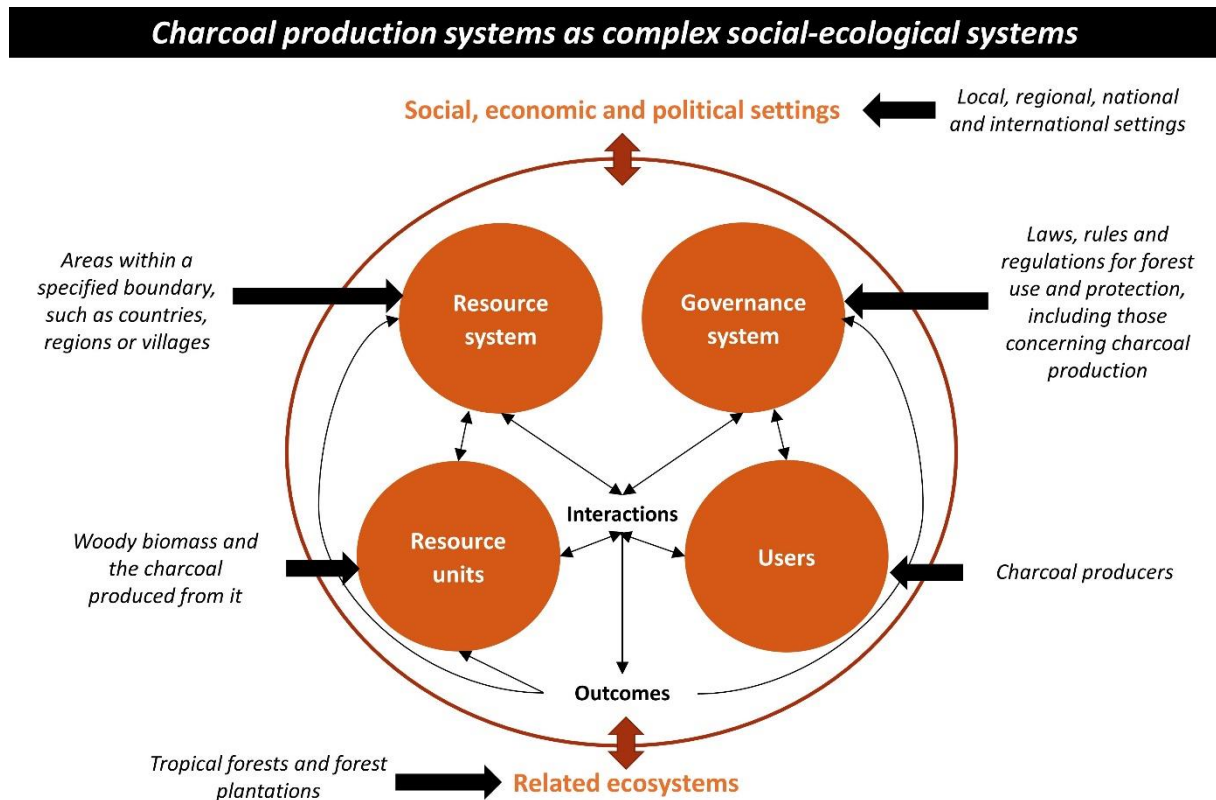 Charcoal production systems as complex social-ecological systems
Social, economic and political settings
Local, regional, national
and international settings
Areas within a
specified boundary,
such as countries,
regions or villages
Resource
system
Governance
system
Laws, rules and
regulations for forest
use and protection,
including those
concerning charcoal
production
Interactions
Woody biomass and
the charcoal
produced from it
Resource
units
Users
Charcoal producers
Outcomes
Tropical forests and forest
plantations
Related ecosystems